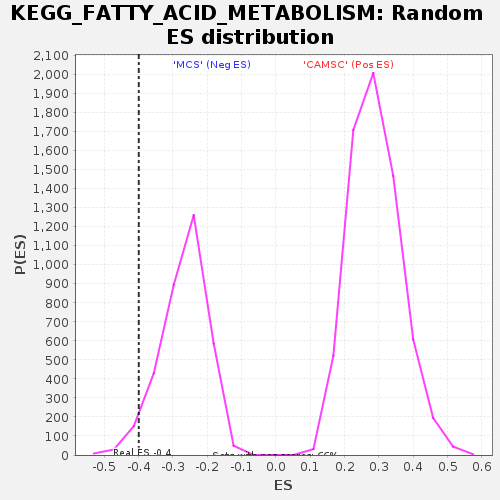 KEGG_FATTY_ACID_METABOLISM: Random
ES distribution
'MCS' (Neg ES)
'CAMSC' (Pos ES)
2,100
2,000
1,900
1,800
1,700
1,600
1,500
1,400
1,300
1,200
1,100
1,000
900
800
700
600
500
400
300
200
100
0
P(ES)
Real ES -0.4
-0.5 -0.4 -0.3 -0.2 -0.1 0.0 0.1 0.2 0.3 0.4 0.5 0.6
ES